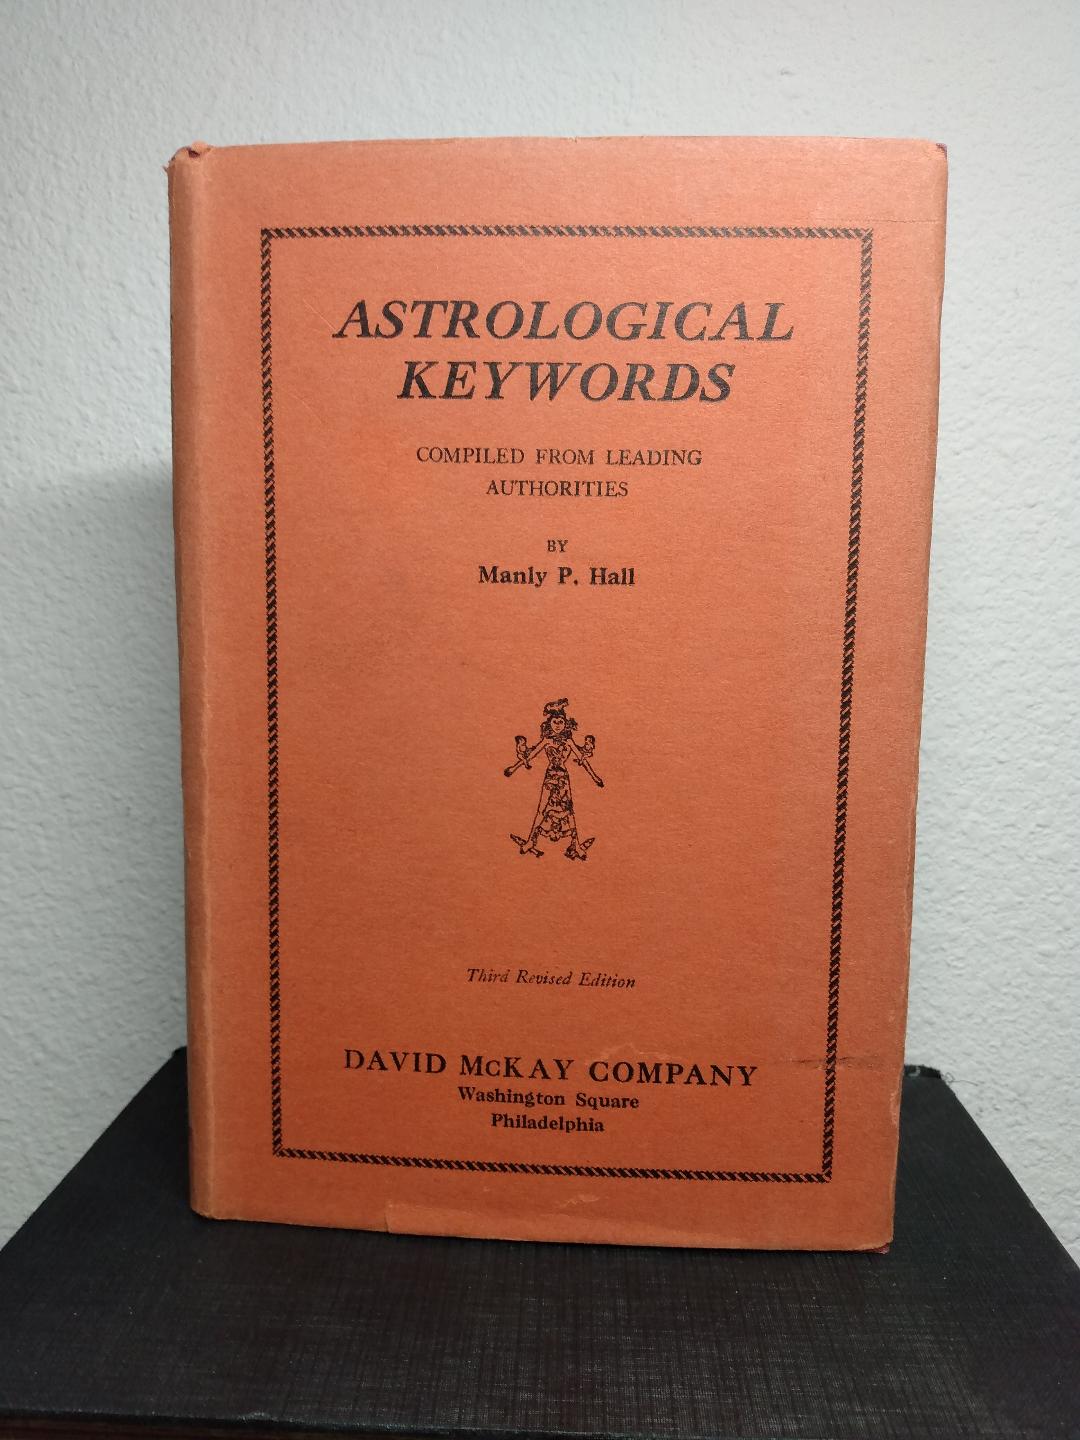 ASTROLOGICAL
KEYWORDS
COMPILED FROM LEADING
AUTHORITIES
BY
Manly P. Hall
Third Revised Edition
DAVID McKAY COMPANY
Washington Square
Philadelphia